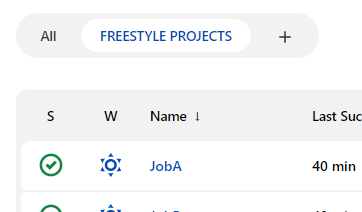 All FREESTYLE PROJECTS +
S W Name ↓ Last Suc
JobA 40 min